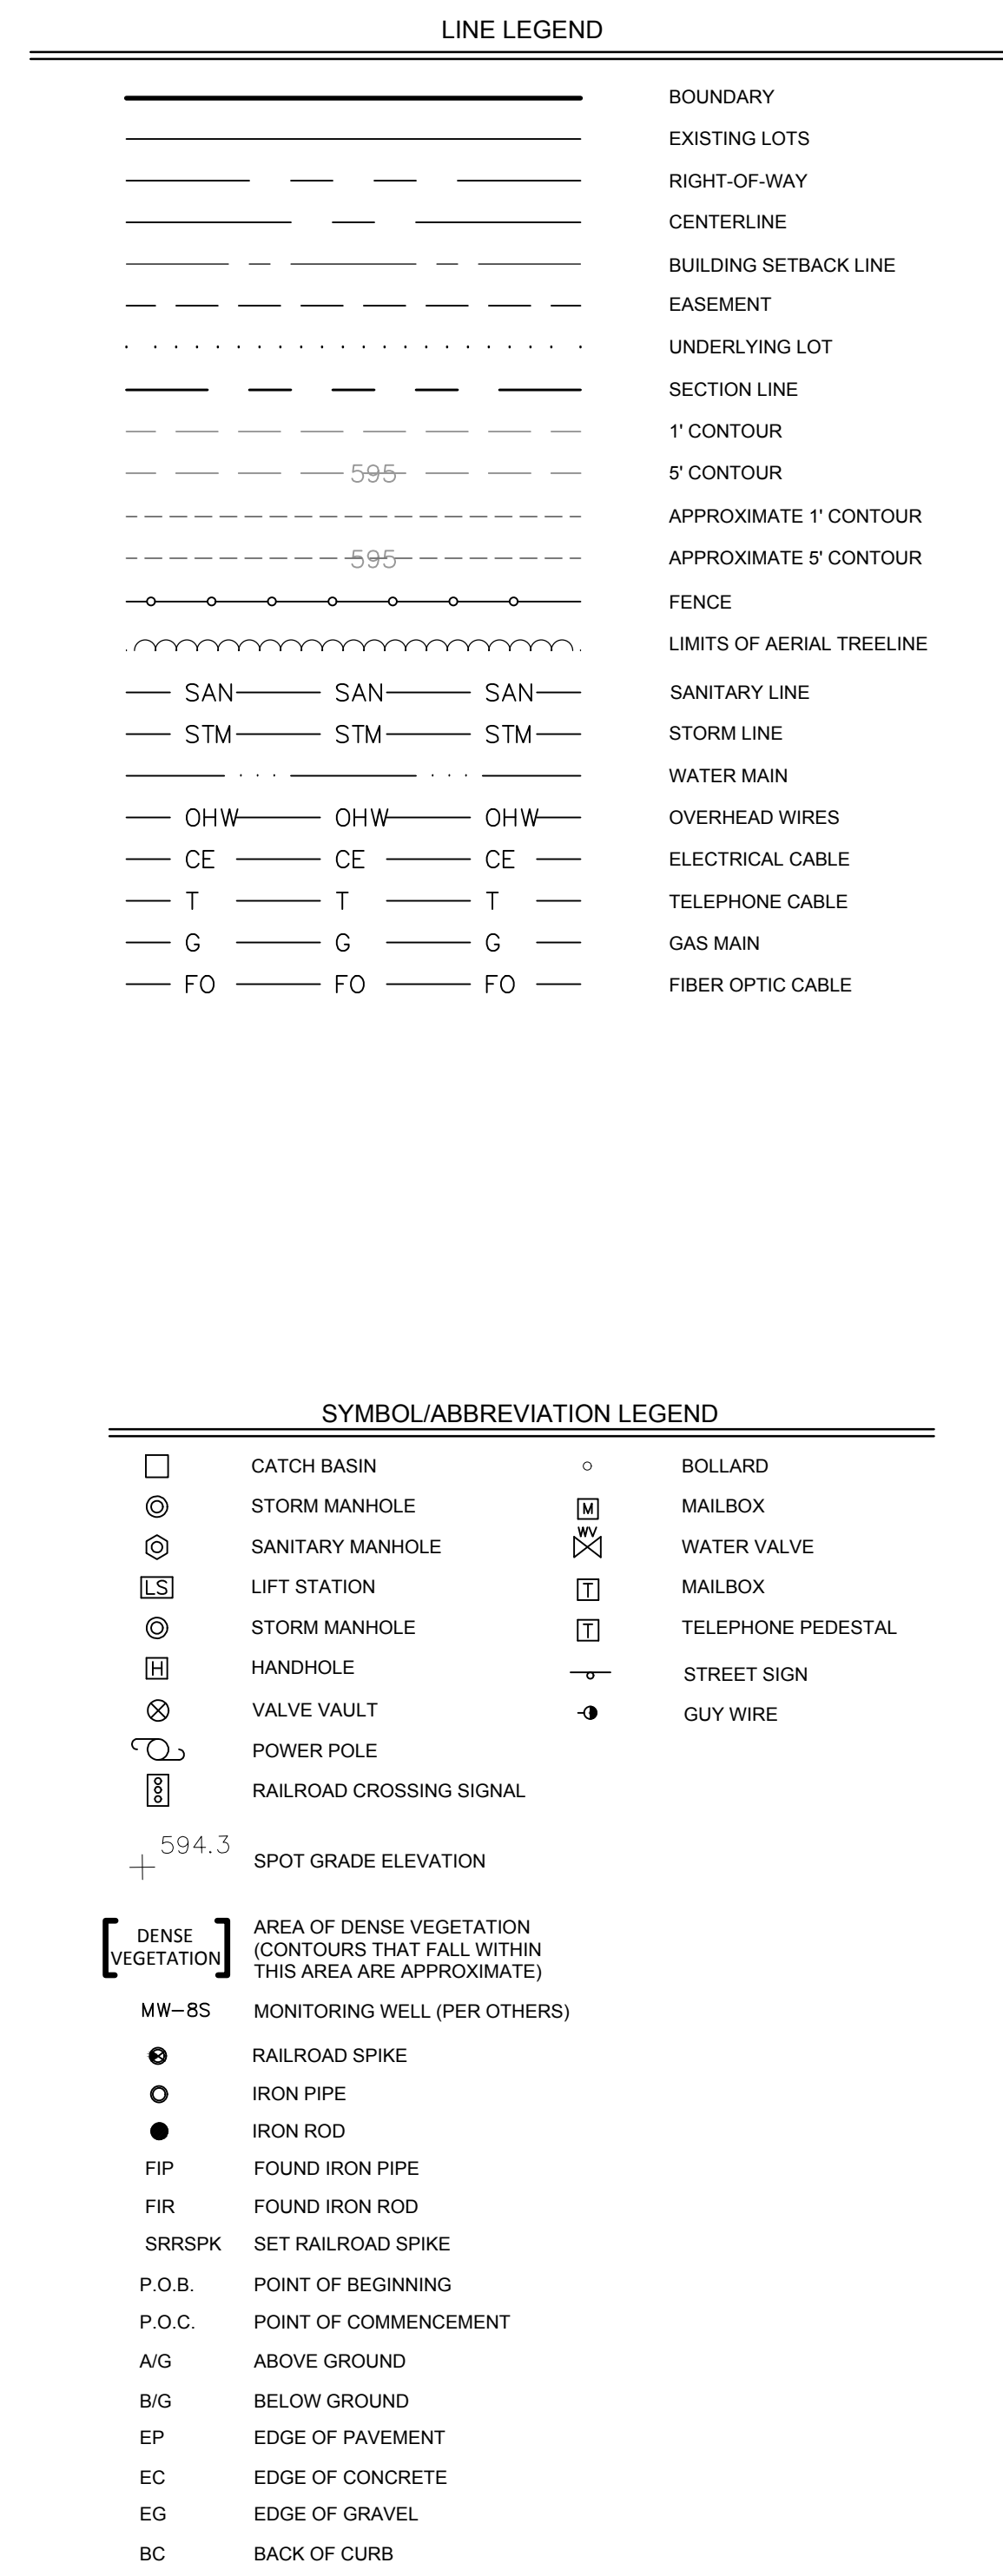 LINE LEGEND
BOUNDARY
EXISTING LOTS
RIGHT-OF-WAY
CENTERLINE
BUILDING SETBACK LINE
EASEMENT
UNDERLYING LOT
SECTION LINE
1' CONTOUR
595 5' CONTOUR
APPROXIMATE 1' CONTOUR
595 APPROXIMATE 5' CONTOUR
FENCE
LIMITS OF AERIAL TREELINE
SAN SAN SAN SANITARY LINE
STM STM STM STORM LINE
WATER MAIN
OHW OHW OHW OVERHEAD WIRES
CE CE CE ELECTRICAL CABLE
T T T TELEPHONE CABLE
G G G GAS MAIN
FO FO FO FIBER OPTIC CABLE
SYMBOL/ABBREVIATION LEGEND
CATCH BASIN
STORM MANHOLE
SANITARY MANHOLE
LS LIFT STATION
STORM MANHOLE
H HANDHOLE
VALVE VAULT
POWER POLE
RAILROAD CROSSING SIGNAL
594.3
SPOT GRADE ELEVATION
DENSE
VEGETATION
AREA OF DENSE VEGETATION
(CONTOURS THAT FALL WITHIN
THIS AREA ARE APPROXIMATE)
MW-8S MONITORING WELL (PER OTHERS)
RAILROAD SPIKE
IRON PIPE
IRON ROD
FIP FOUND IRON PIPE
FIR FOUND IRON ROD
SRRSPK SET RAILROAD SPIKE
P.O.B. POINT OF BEGINNING
P.O.C. POINT OF COMMENCEMENT
A/G ABOVE GROUND
B/G BELOW GROUND
EP EDGE OF PAVEMENT
EC EDGE OF CONCRETE
EG EDGE OF GRAVEL
BC BACK OF CURB
BOLLARD
M MAILBOX
WV
WATER VALVE
T MAILBOX
T TELEPHONE PEDESTAL
STREET SIGN
GUY WIRE